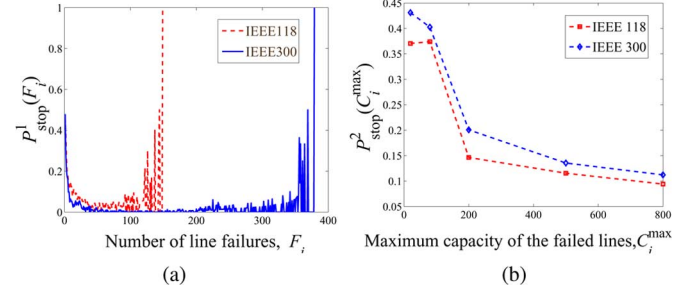 1
0.8
0.6
0.4
0.2
0
0 100 200 300 400
P¹stop(Fᵢ)
IEEE118
IEEE300
Number of line failures, Fᵢ
(a)
0.45
0.4
0.35
0.3
0.25
0.2
0.15
0.1
0.05
0 200 400 600 800
P²stop(Cᵢmax)
IEEE 118
IEEE 300
Maximum capacity of the failed lines,Cᵢmax
(b)